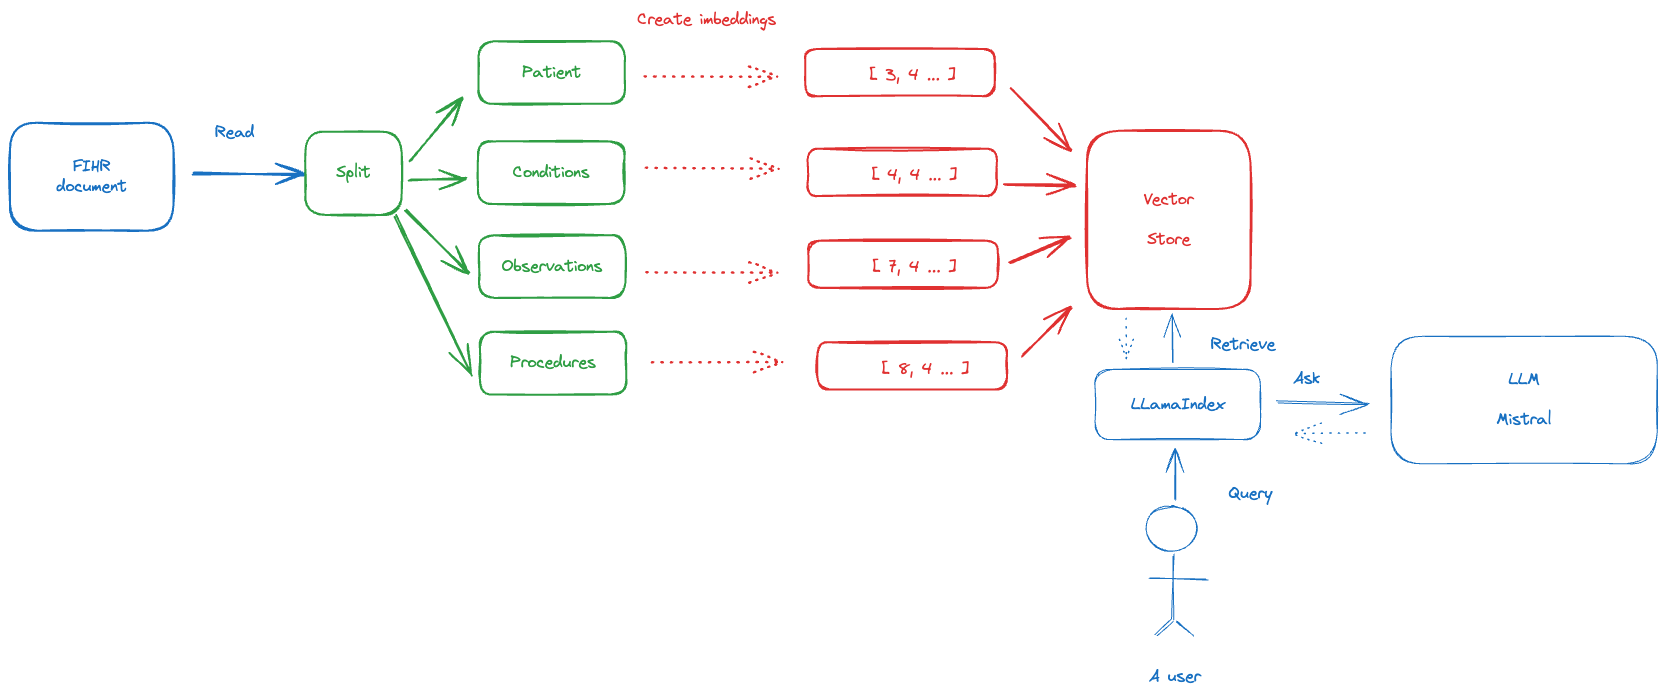 Create imbeddings
Patient
[ 3, 4 ... ]
Read
FIHR
document
Split
Conditions
[ 4, 4 ... ]
Vector
Store
Observations
[ 7, 4 ... ]
Procedures
[ 8, 4 ... ]
Retrieve
LLamaIndex
Ask
LLM
Mistral
Query
A user